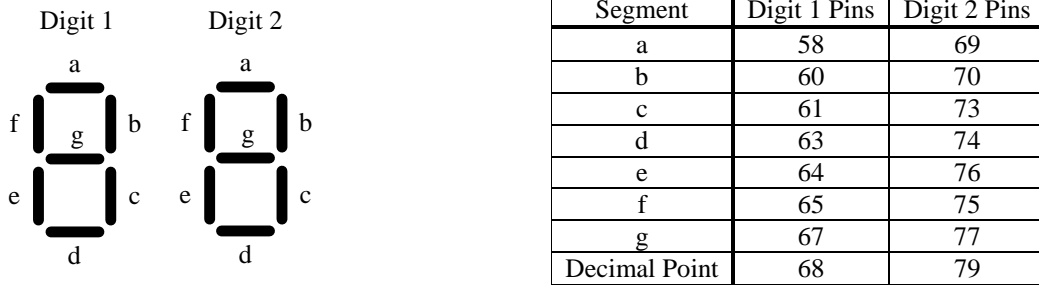 Digit 1 Digit 2
a a
f b f b
g g
e c e c
d d
Segment Digit 1 Pins Digit 2 Pins
a 58 69
b 60 70
c 61 73
d 63 74
e 64 76
f 65 75
g 67 77
Decimal Point 68 79